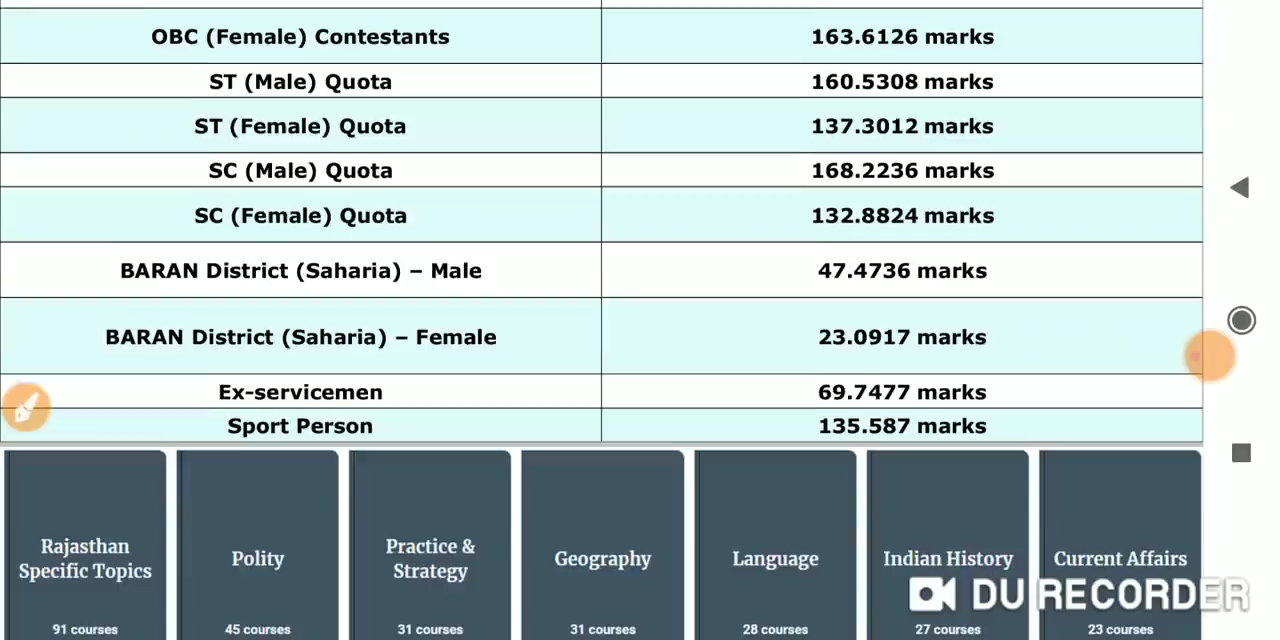 OBC (Female) Contestants 163.6126 marks
ST (Male) Quota 160.5308 marks
ST (Female) Quota 137.3012 marks
SC (Male) Quota 168.2236 marks
SC (Female) Quota 132.8824 marks
BARAN District (Saharia) – Male 47.4736 marks
BARAN District (Saharia) – Female 23.0917 marks
Ex-servicemen 69.7477 marks
Sport Person 135.587 marks
Rajasthan Specific Topics
91 courses
Polity
45 courses
Practice & Strategy
31 courses
Geography
31 courses
Language
28 courses
Indian History
27 courses
Current Affairs
23 courses
DU RECORDER